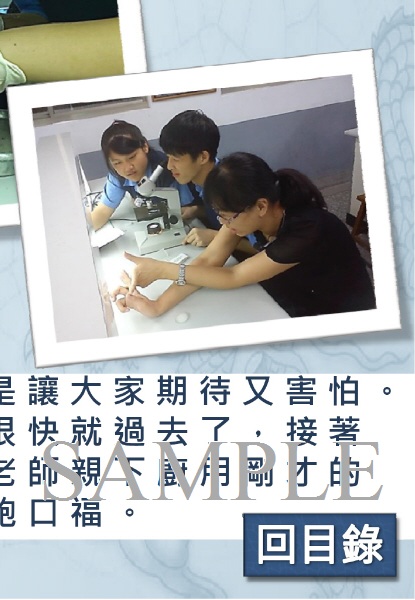 是讓大家期待又害怕。
很快就過去了，接著
老師親下廚用剛才的
飽口福。
SAMPLE
回目錄